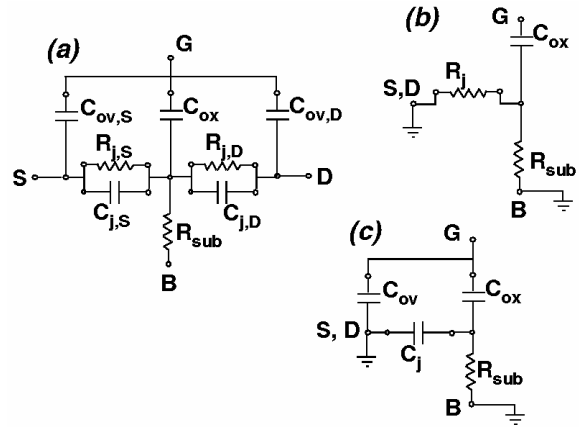 (a)
G
C_ov,S
C_ox
C_ov,D
R_j,S
R_j,D
S
D
C_j,S
C_j,D
R_sub
B
(b)
G
C_ox
S,D
R_j
R_sub
B
(c)
G
C_ov
C_ox
S, D
C_j
R_sub
B